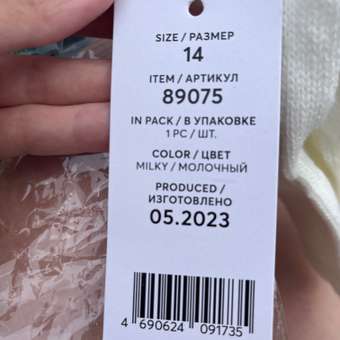 SIZE / РАЗМЕР
14
ITEM / АРТИКУЛ
89075
IN PACK / В УПАКОВКЕ
1 PC / ШТ.
COLOR / ЦВЕТ
MILKY / МОЛОЧНЫЙ
PRODUCED /
ИЗГОТОВЛЕНО
05.2023
4 690624 091735